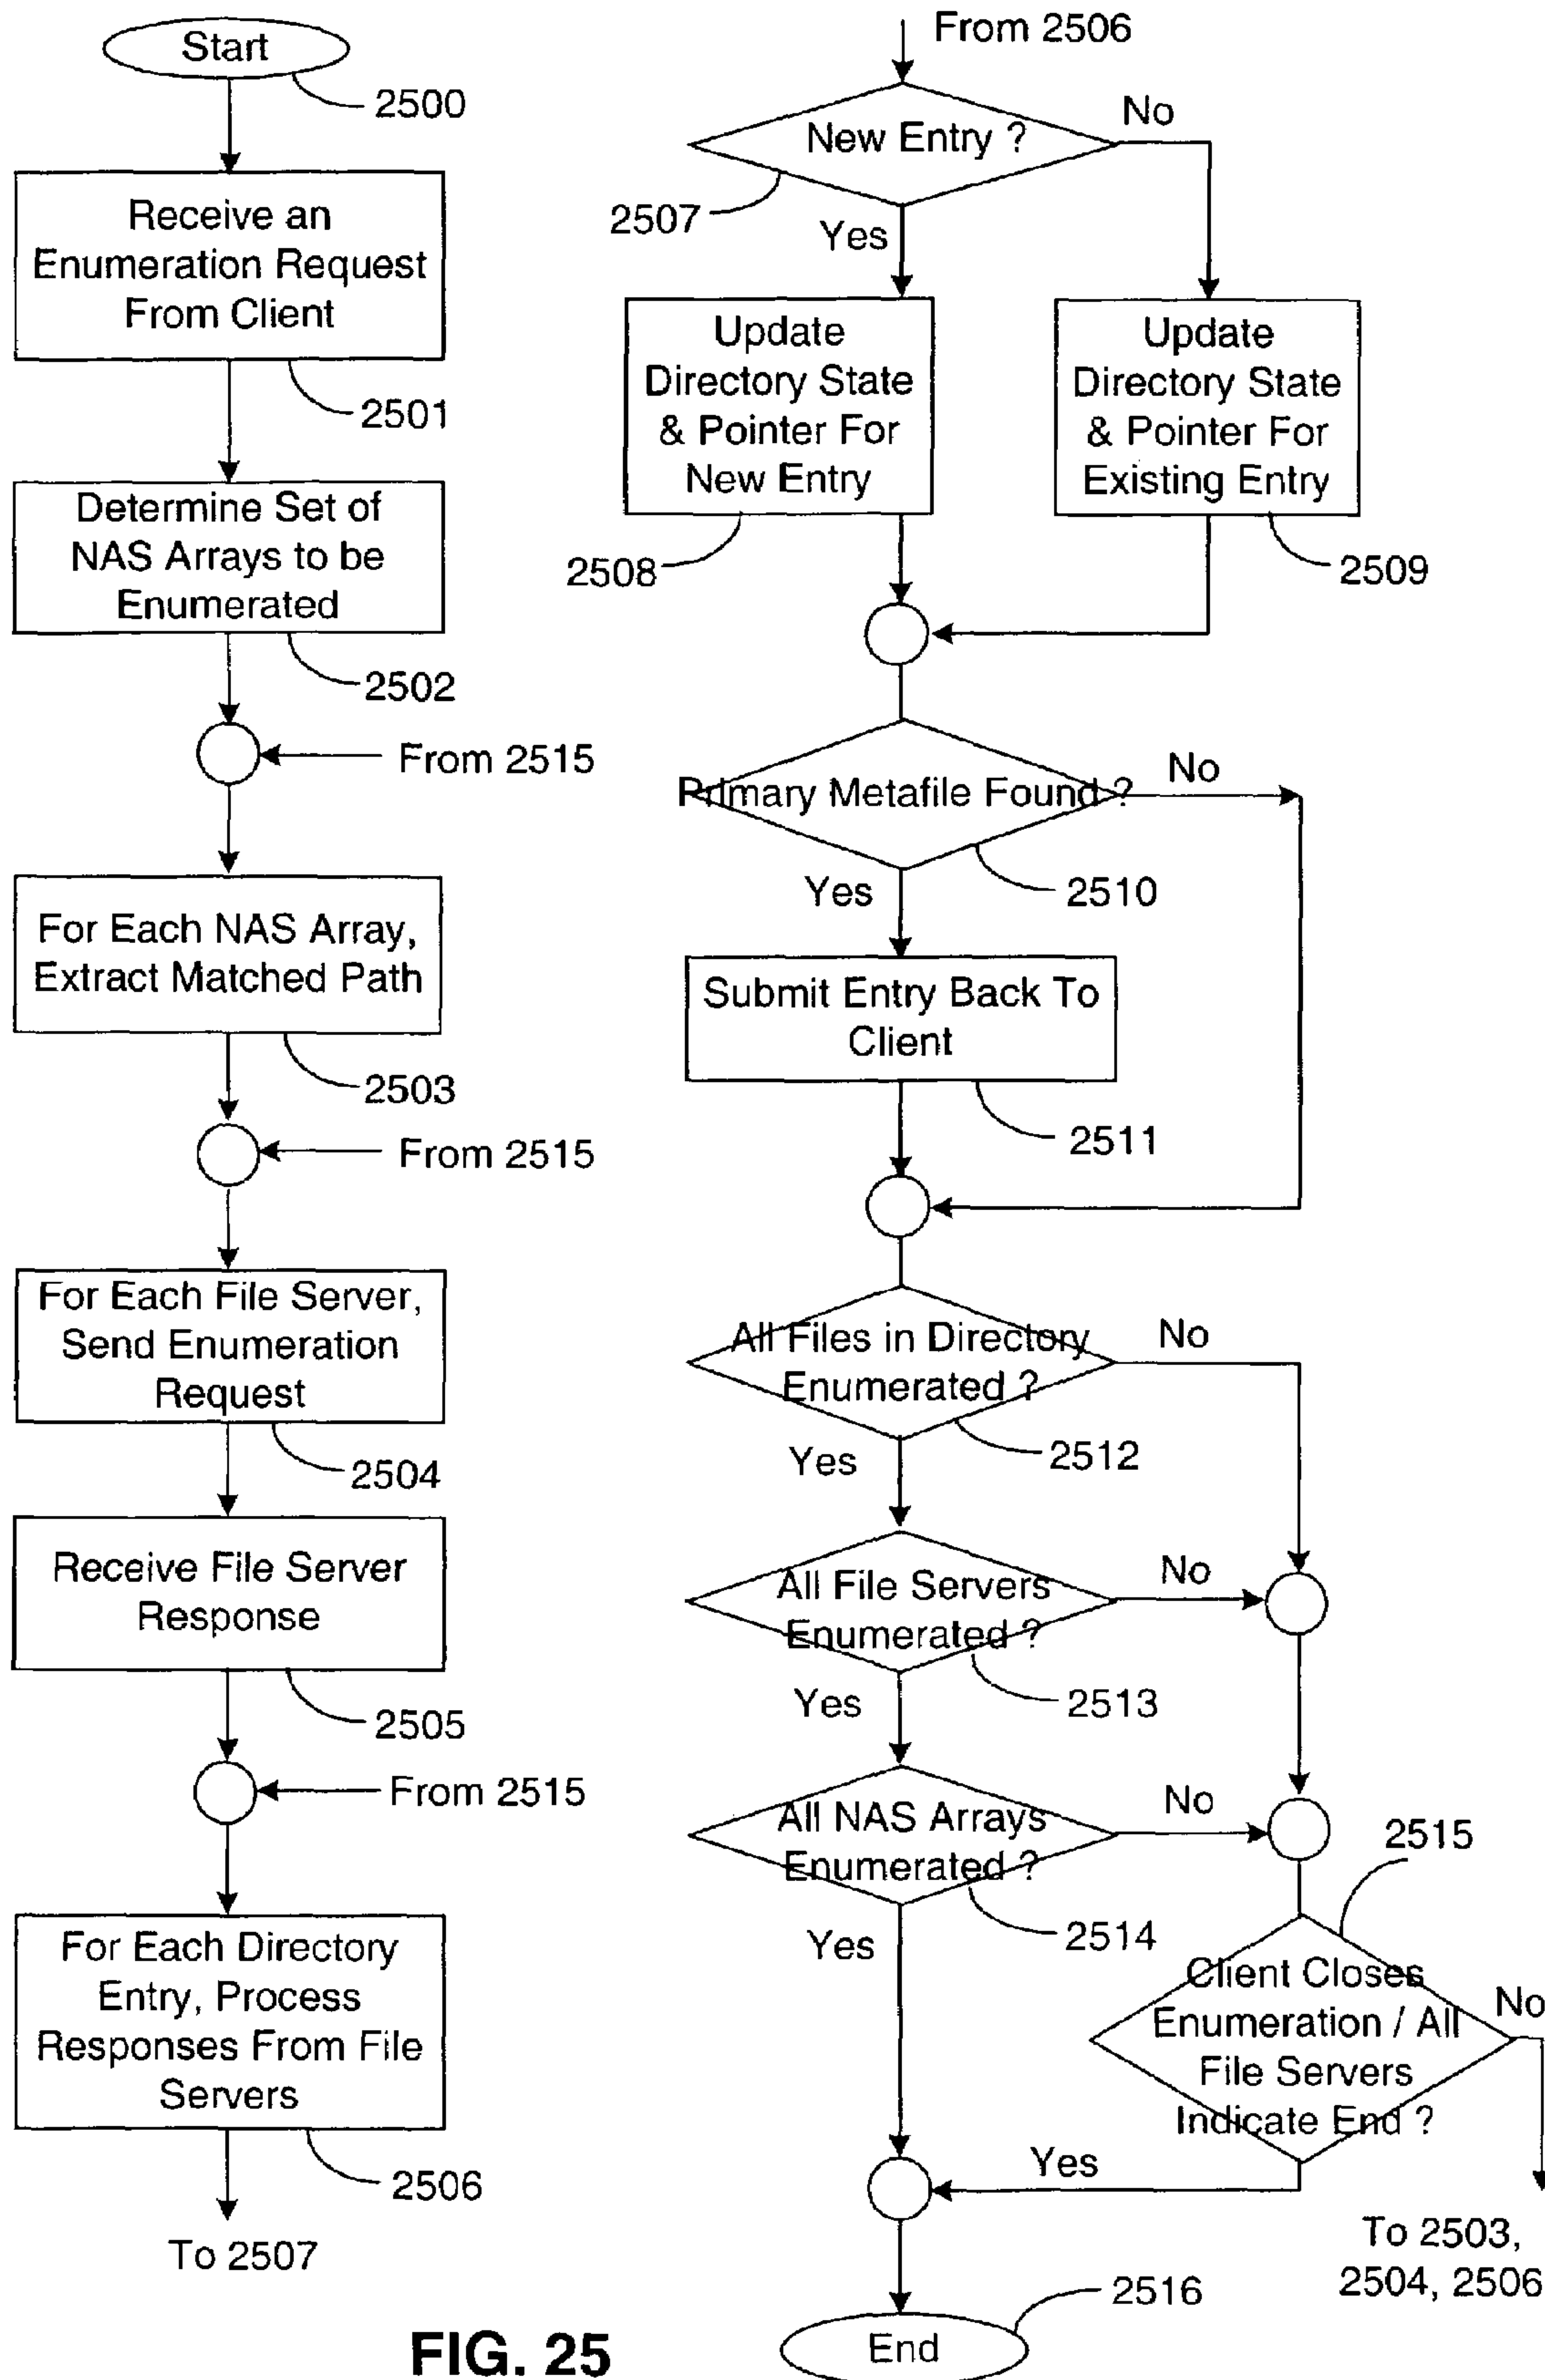 Start
2500
Receive an
Enumeration Request
From Client
2501
Determine Set of
NAS Arrays to be
Enumerated
2502
From 2515
For Each NAS Array,
Extract Matched Path
2503
From 2515
For Each File Server,
Send Enumeration
Request
2504
Receive File Server
Response
2505
From 2515
For Each Directory
Entry, Process
Responses From File
Servers
2506
To 2507
From 2506
New Entry ?
No
2507
Yes
Update
Directory State
& Pointer For
New Entry
2508
Update
Directory State
& Pointer For
Existing Entry
2509
Primary Metafile Found ?
No
Yes
2510
Submit Entry Back To
Client
2511
All Files in Directory
Enumerated ?
No
Yes
2512
All File Servers
Enumerated ?
No
Yes
2513
All NAS Arrays
Enumerated ?
No
Yes
2514
2515
Client Closes
Enumeration / All
File Servers
Indicate End ?
No
Yes
To 2503,
2504, 2506
2516
End
FIG. 25